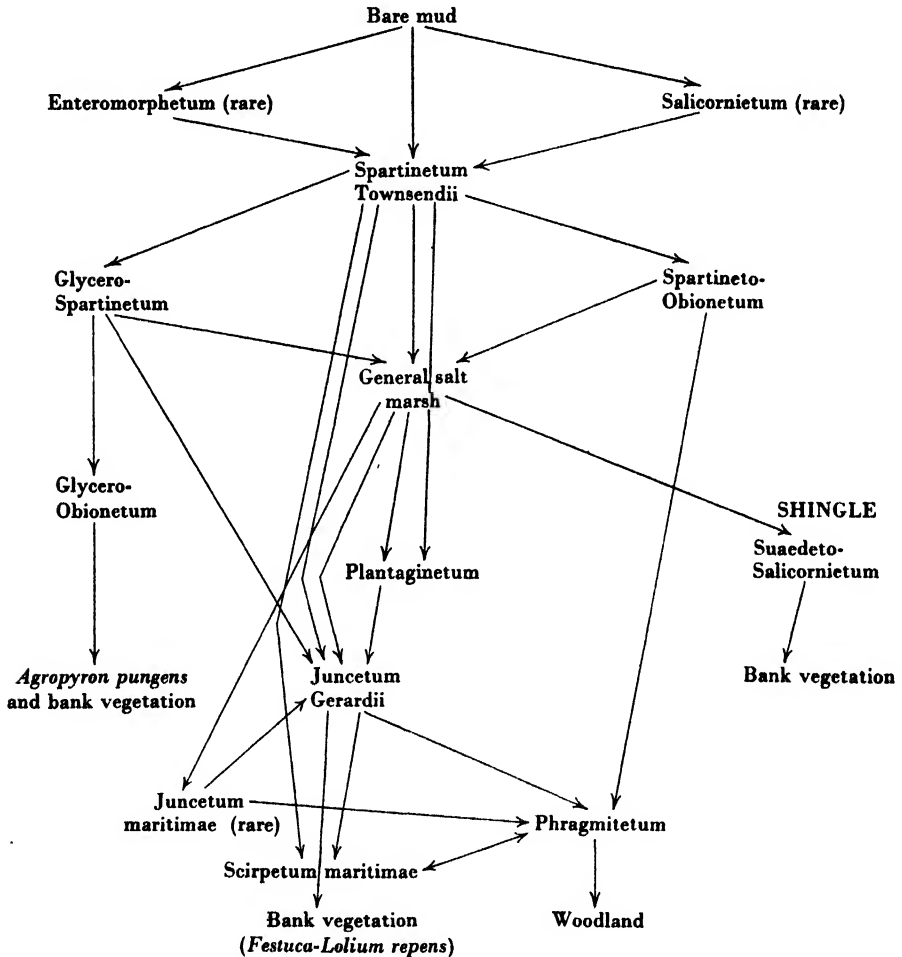 Bare mud
Enteromorphetum (rare)
Salicornietum (rare)
Spartinetum
Townsendii
Glycero-
Spartinetum
Spartineto-
Obionetum
General salt
marsh
Glycero-
Obionetum
SHINGLE
Suaedeto-
Salicornietum
Plantaginetum
Agropyron pungens
and bank vegetation
Juncetum
Gerardii
Bank vegetation
Juncetum
maritimae (rare)
Phragmitetum
Scirpetum maritimae
Bank vegetation
(Festuca-Lolium repens)
Woodland